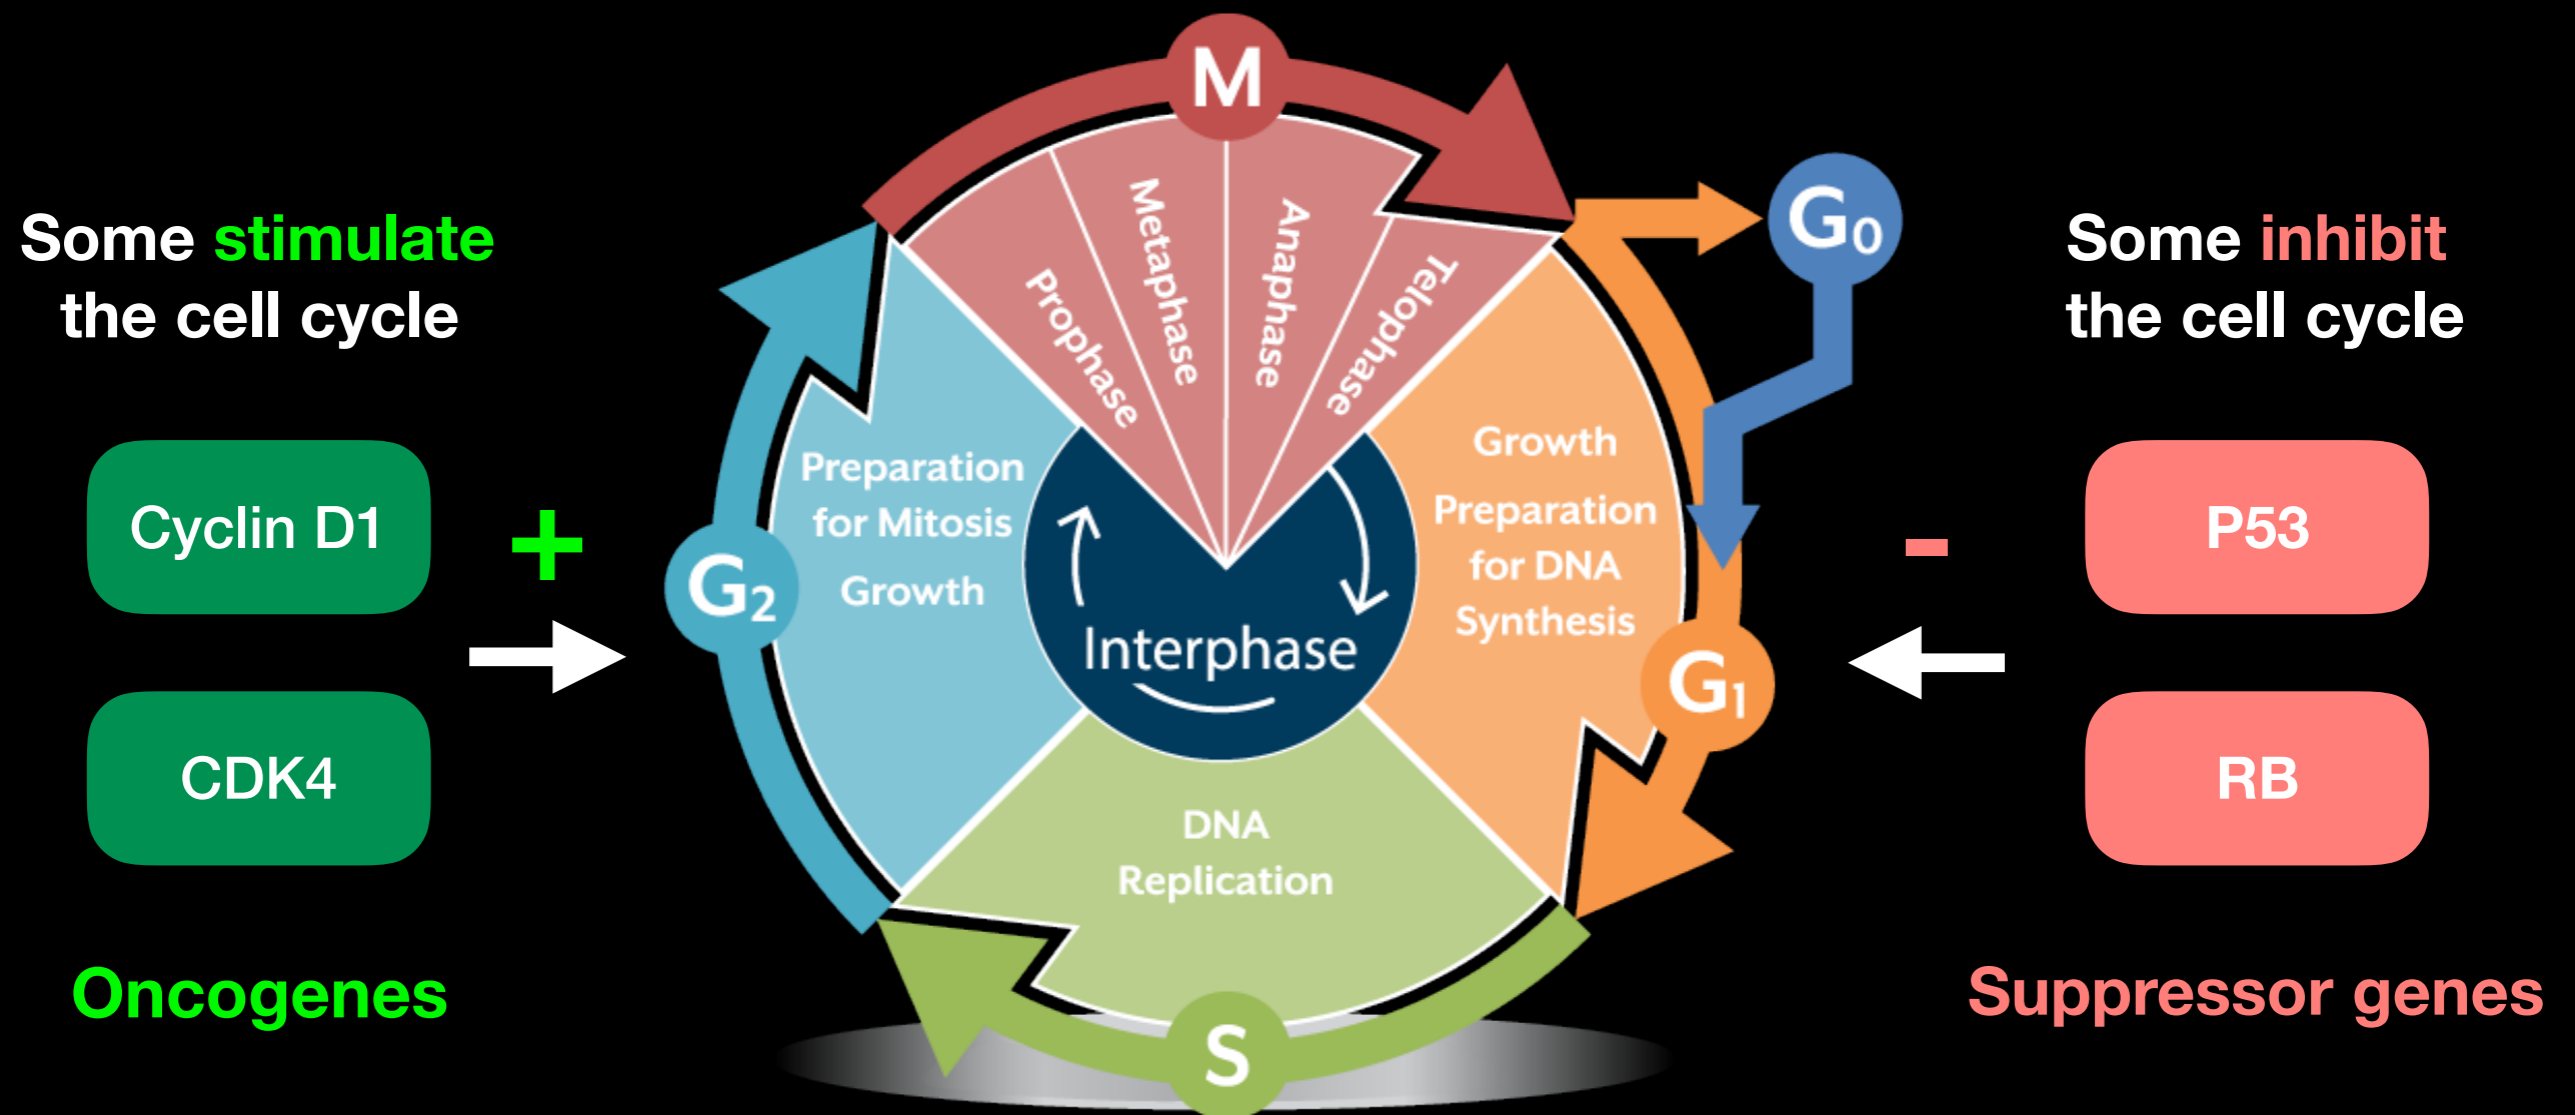 Some stimulate
the cell cycle
Cyclin D1
+
CDK4
Oncogenes
M
Prophase
Metaphase
Anaphase
Telophase
G0
G1
Growth
Preparation
for DNA
Synthesis
Interphase
S
DNA
Replication
G2
Preparation
for Mitosis
Growth
Some inhibit
the cell cycle
-
P53
RB
Suppressor genes